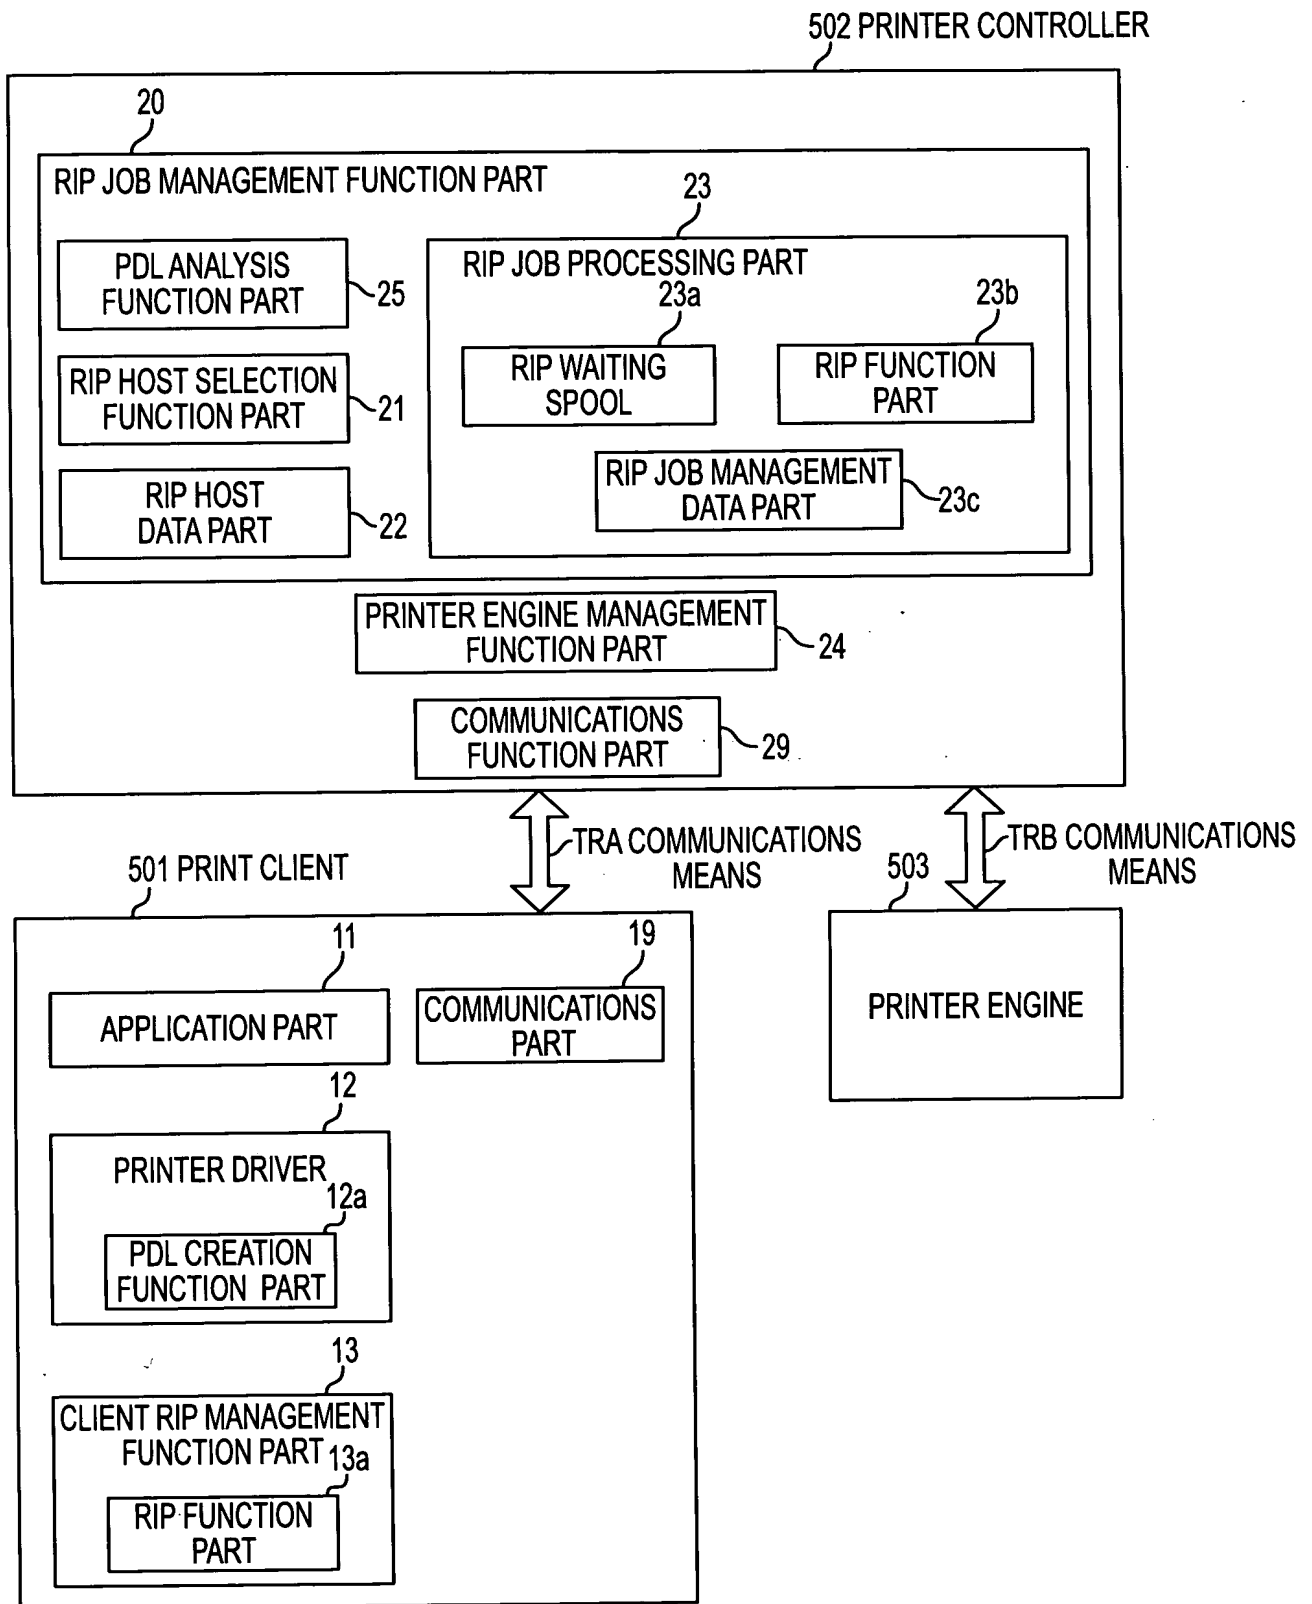 502 PRINTER CONTROLLER
20
RIP JOB MANAGEMENT FUNCTION PART
23
PDL ANALYSIS
FUNCTION PART
25
RIP JOB PROCESSING PART
23a
23b
RIP HOST SELECTION
FUNCTION PART
21
RIP WAITING
SPOOL
RIP FUNCTION
PART
RIP HOST
DATA PART
22
RIP JOB MANAGEMENT
DATA PART
23c
PRINTER ENGINE MANAGEMENT
FUNCTION PART
24
COMMUNICATIONS
FUNCTION PART
29
TRA COMMUNICATIONS
MEANS
TRB COMMUNICATIONS
MEANS
501 PRINT CLIENT
503
11
19
APPLICATION PART
COMMUNICATIONS
PART
PRINTER ENGINE
12
PRINTER DRIVER
12a
PDL CREATION
FUNCTION PART
13
CLIENT RIP MANAGEMENT
FUNCTION PART
13a
RIP FUNCTION
PART